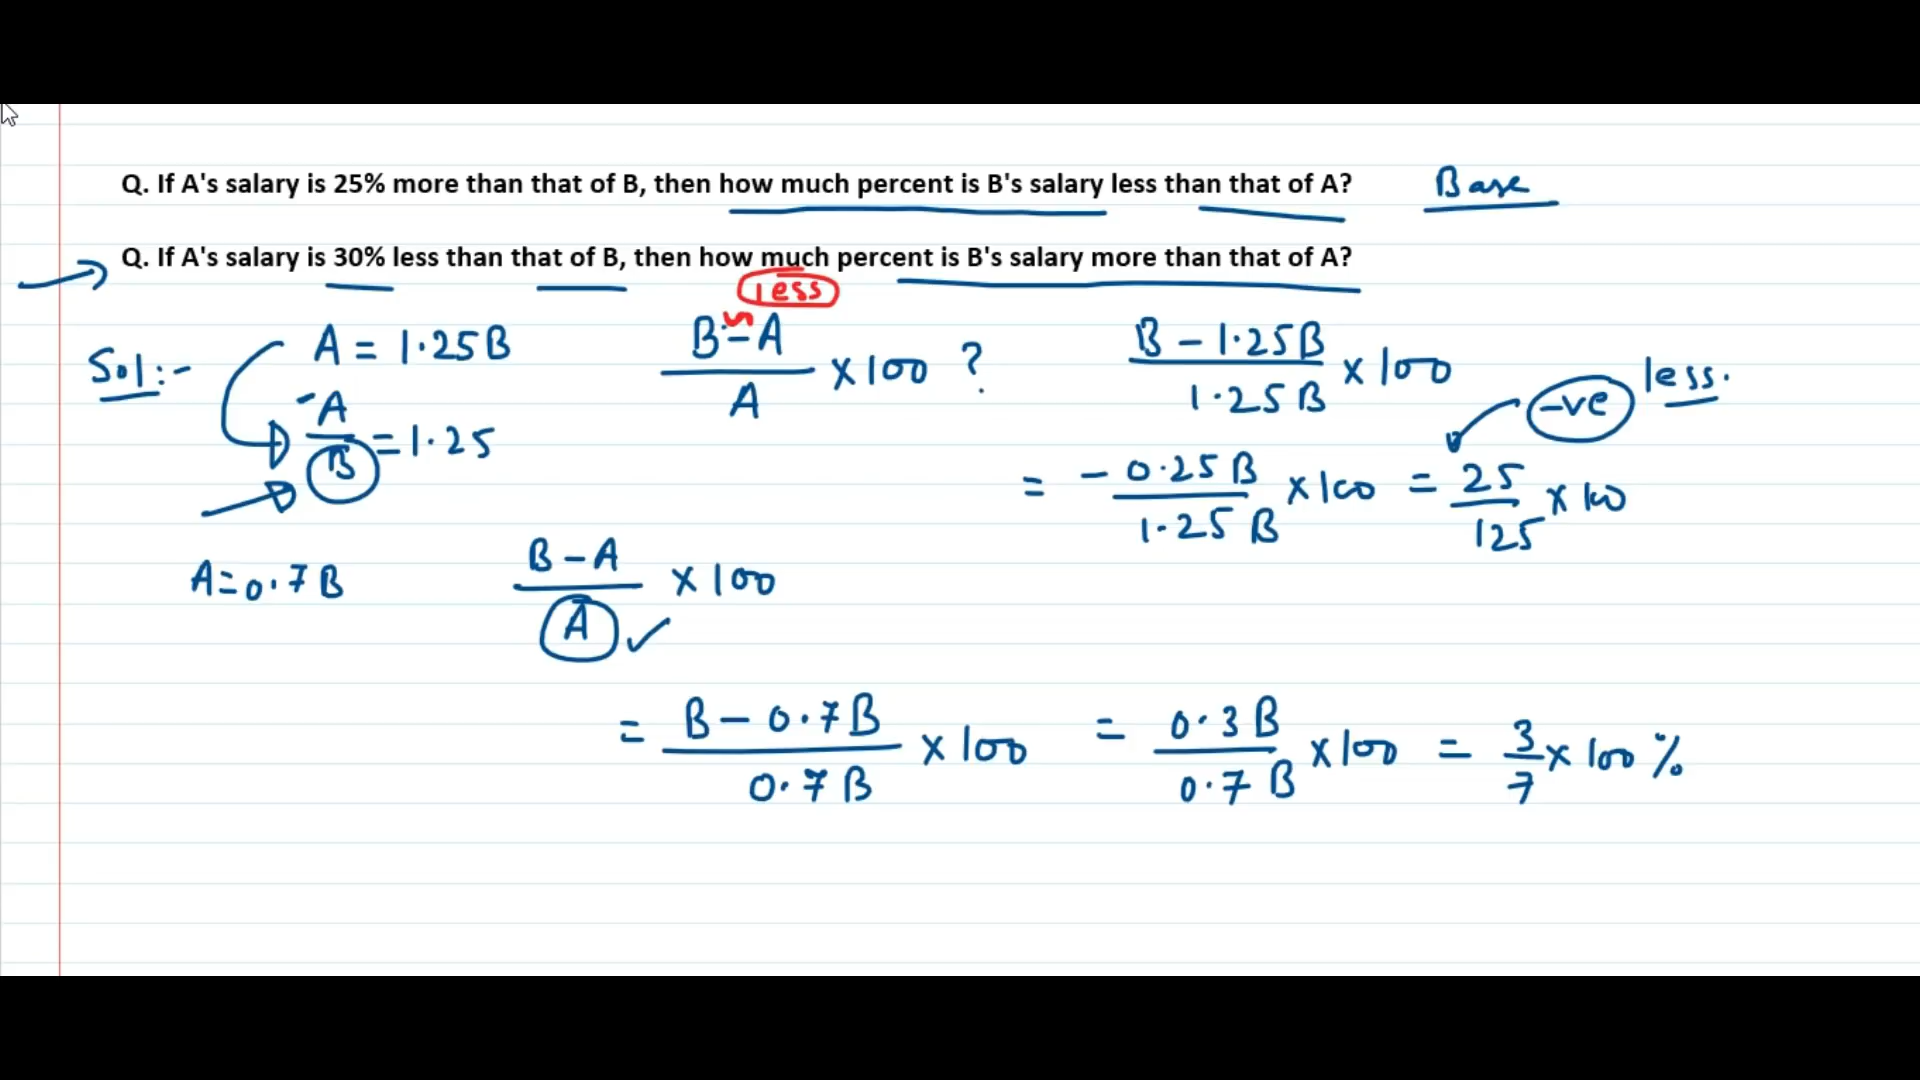 Q. If A's salary is 25% more than that of B, then how much percent is B's salary less than that of A? Base
Q. If A's salary is 30% less than that of B, then how much percent is B's salary more than that of A?
less
Sol:-
A = 1.25B
A/B = 1.25
B - A / A × 100 ?
B - 1.25B / 1.25B × 100
-ve less.
= - 0.25B / 1.25B × 100 = 25 / 125 × 100
A = 0.7B
B - A / A × 100 ✓
= B - 0.7B / 0.7B × 100 = 0.3B / 0.7B × 100 = 3/7 × 100 %